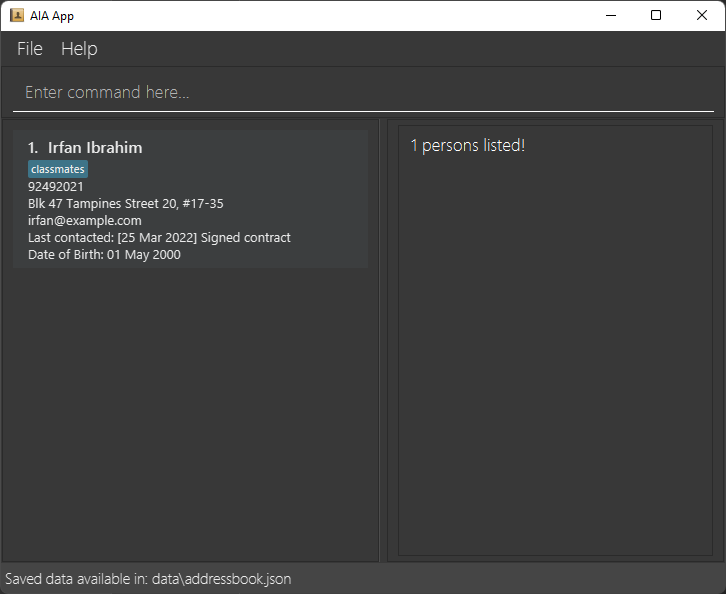 AIA App
File Help
Enter command here...
1. Irfan Ibrahim
classmates
92492021
Blk 47 Tampines Street 20, #17-35
irfan@example.com
Last contacted: [25 Mar 2022] Signed contract
Date of Birth: 01 May 2000
1 persons listed!
Saved data available in: data\addressbook.json